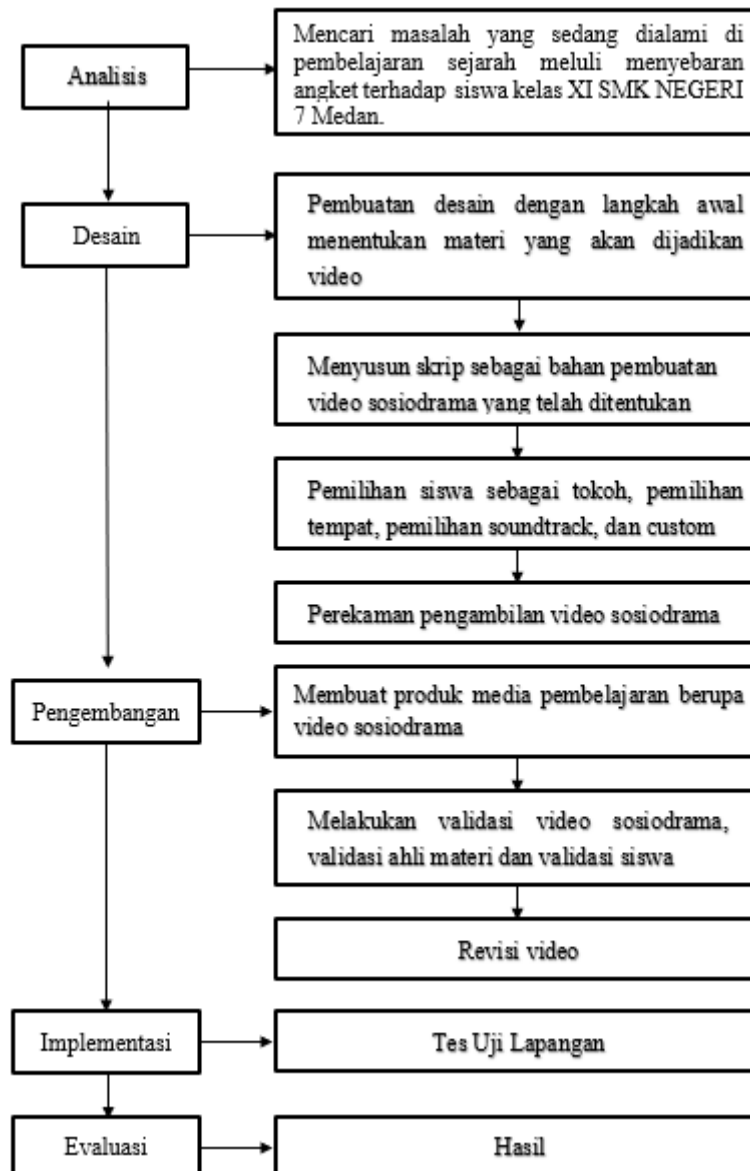 Analisis
Mencari masalah yang sedang dialami di
pembelajaran sejarah meluli menyebaran
angket terhadap siswa kelas XI SMK NEGERI
7 Medan.
Desain
Pembuatan desain dengan langkah awal
menentukan materi yang akan dijadikan
video
Menyusun skrip sebagai bahan pembuatan
video sosiodrama yang telah ditentukan
Pemilihan siswa sebagai tokoh, pemilihan
tempat, pemilihan soundtrack, dan custom
Perekaman pengambilan video sosiodrama
Pengembangan
Membuat produk media pembelajaran berupa
video sosiodrama
Melakukan validasi video sosiodrama,
validasi ahli materi dan validasi siswa
Revisi video
Implementasi
Tes Uji Lapangan
Evaluasi
Hasil